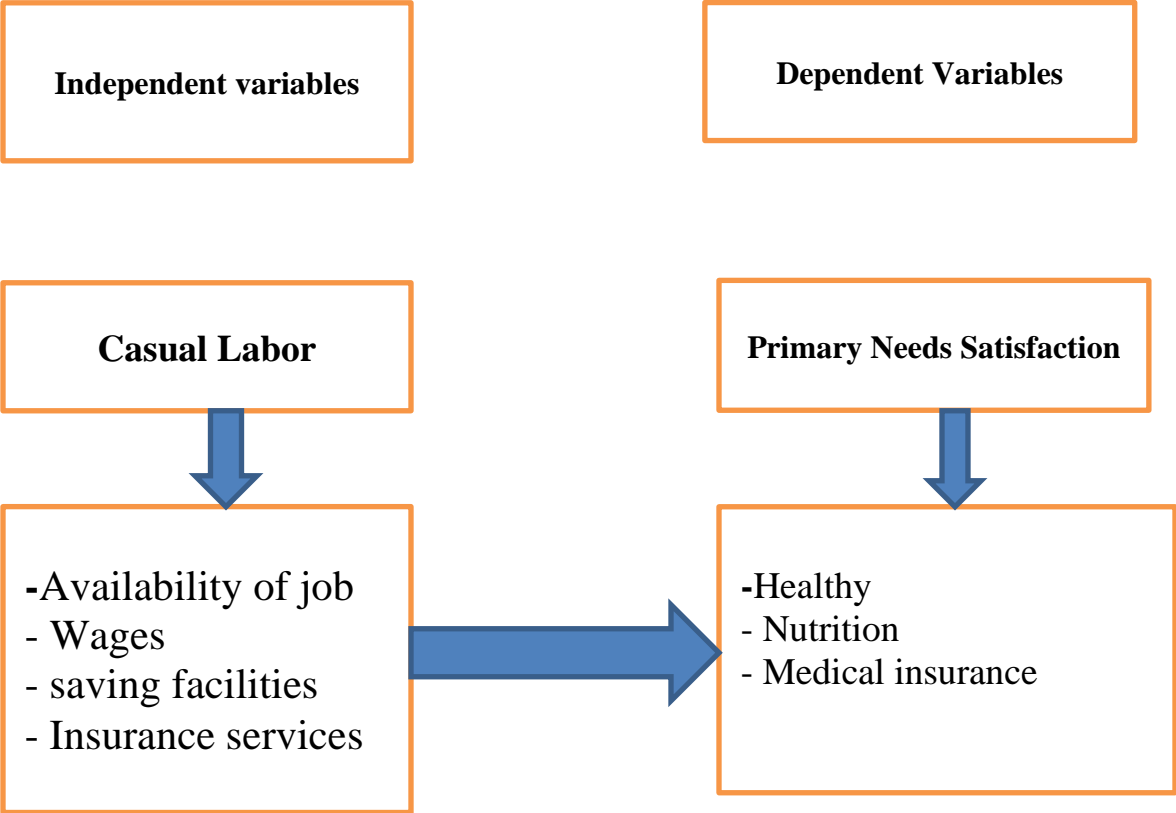 Independent variables
Dependent Variables
Casual Labor
Primary Needs Satisfaction
-Availability of job
- Wages
- saving facilities
- Insurance services
-Healthy
- Nutrition
- Medical insurance